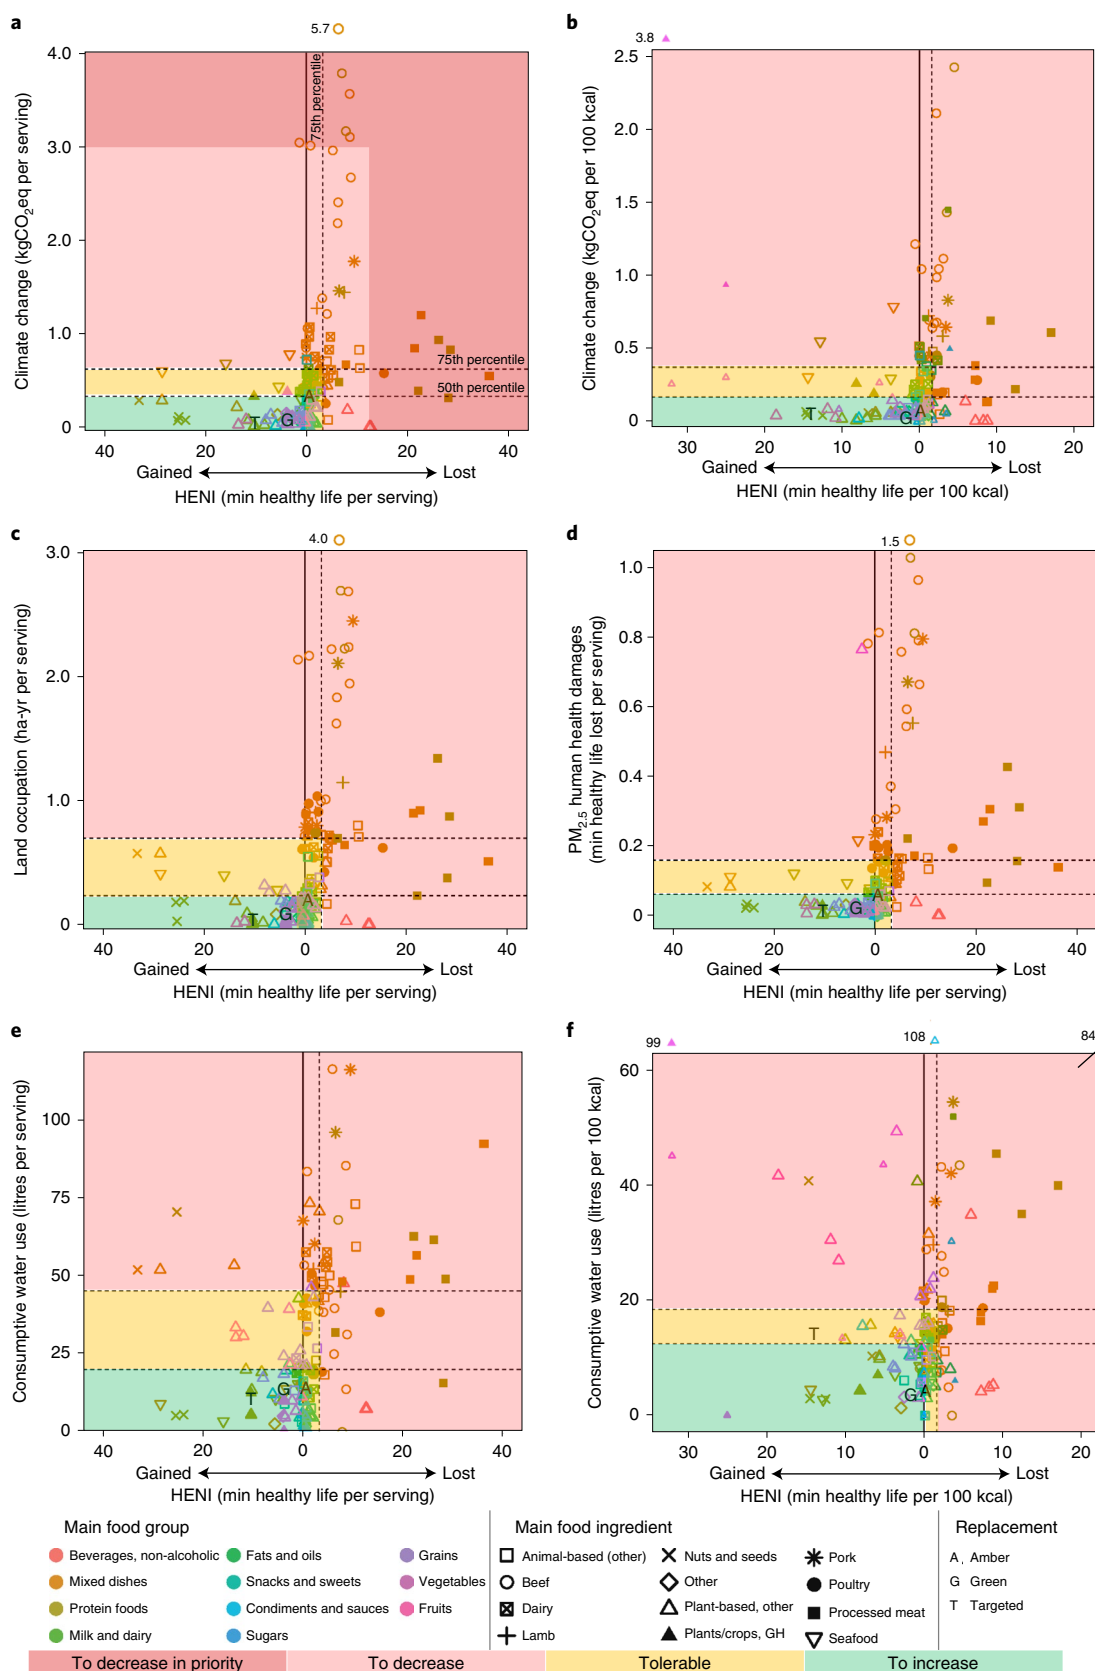 a
5.7
4.0
3.0
2.0
1.0
0
75th percentile
75th percentile
50th percentile
A
T
G
Climate change (kgCO2eq per serving)
40
20
0
20
40
Gained
Lost
HENI (min healthy life per serving)
b
3.8
2.5
2.0
1.5
1.0
0.5
0
T
G
A
Climate change (kgCO2eq per 100 kcal)
30
20
10
0
10
20
Gained
Lost
HENI (min healthy life per 100 kcal)
c
4.0
3.0
2.0
1.0
0
T
G
A
Land occupation (ha-yr per serving)
40
20
0
20
40
Gained
Lost
HENI (min healthy life per serving)
d
1.5
1.0
0.8
0.6
0.4
0.2
0
T
G
A
PM2.5 human health damages
(min healthy life lost per serving)
40
20
0
20
40
Gained
Lost
HENI (min healthy life per serving)
e
100
75
50
25
0
T
G
A
Consumptive water use (litres per serving)
40
20
0
20
40
Gained
Lost
HENI (min healthy life per serving)
f
99
108
84
60
40
20
0
T
G
A
Consumptive water use (litres per 100 kcal)
30
20
10
0
10
20
Gained
Lost
HENI (min healthy life per 100 kcal)
Main food group
Beverages, non-alcoholic
Mixed dishes
Protein foods
Milk and dairy
Fats and oils
Snacks and sweets
Condiments and sauces
Sugars
Grains
Vegetables
Fruits
Main food ingredient
Animal-based (other)
Beef
Dairy
Lamb
Nuts and seeds
Other
Plant-based, other
Plants/crops, GH
Pork
Poultry
Processed meat
Seafood
Replacement
A, Amber
G Green
T Targeted
To decrease in priority
To decrease
Tolerable
To increase